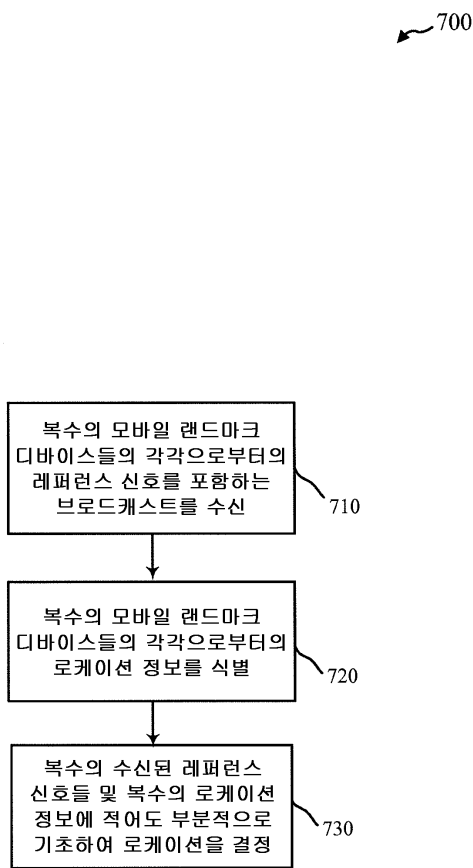 700
복수의 모바일 랜드마크
디바이스들의 각각으로부터의
레퍼런스 신호를 포함하는
브로드캐스트를 수신
710
복수의 모바일 랜드마크
디바이스들의 각각으로부터의
로케이션 정보를 식별
720
복수의 수신된 레퍼런스
신호들 및 복수의 로케이션
정보에 적어도 부분적으로
기초하여 로케이션을 결정
730